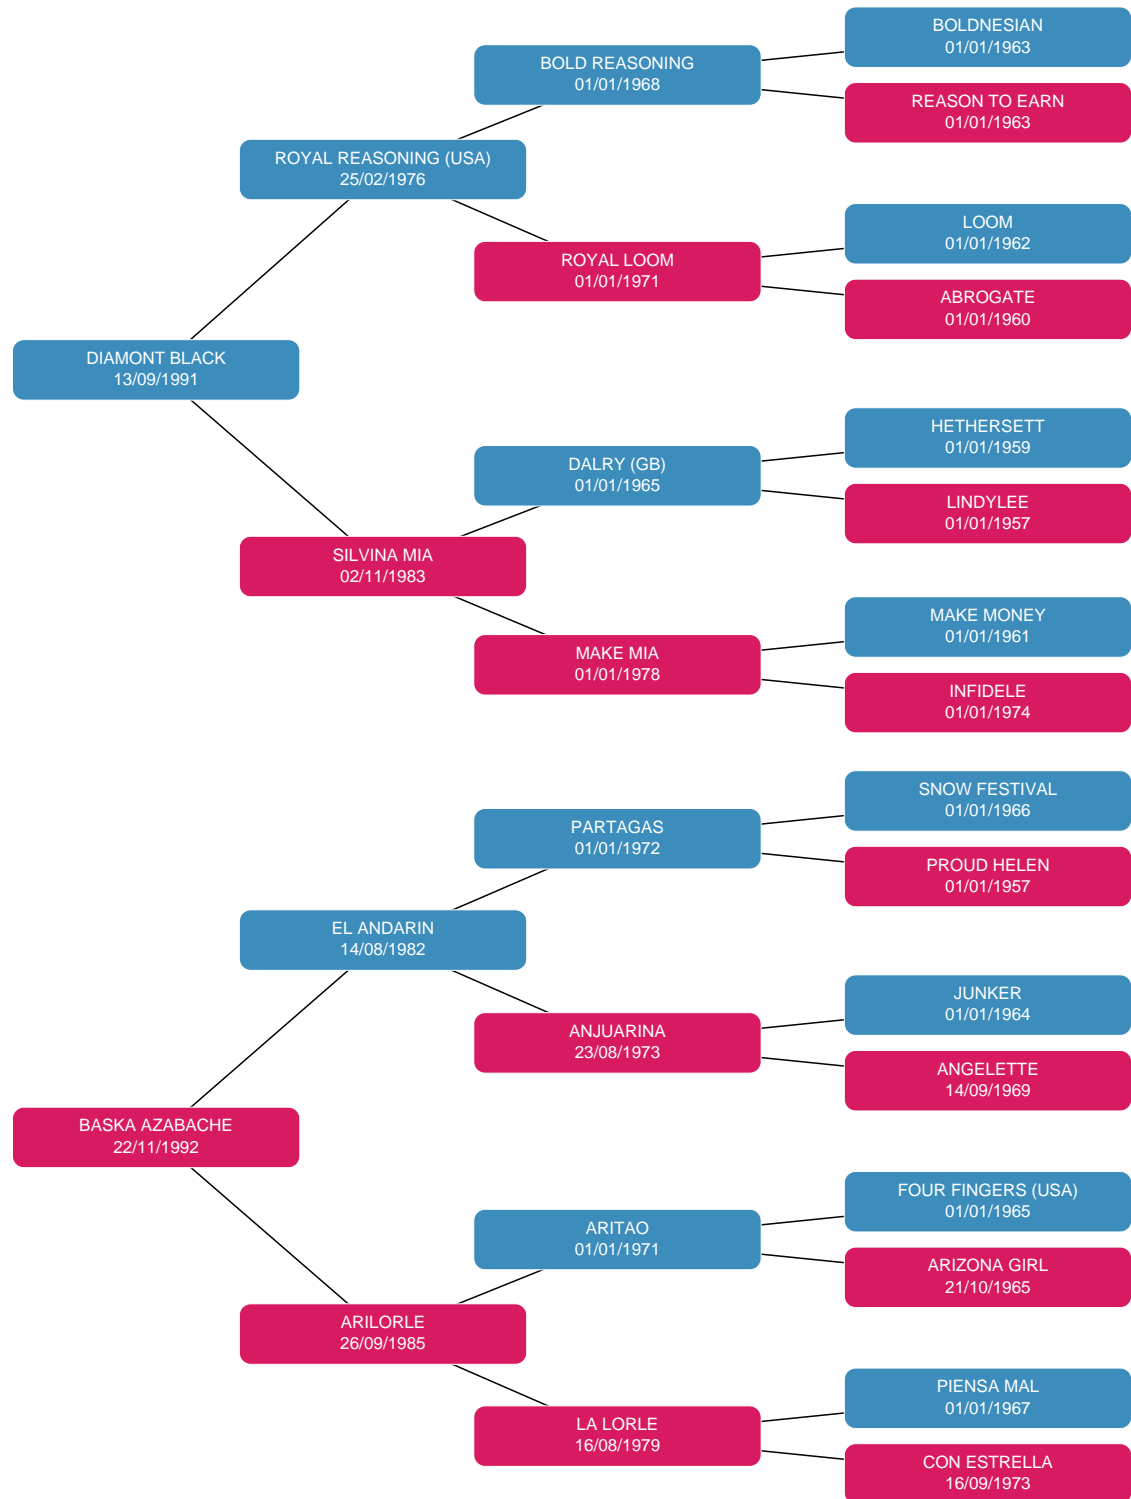 BOLDNESIAN
01/01/1963
BOLD REASONING
01/01/1968
REASON TO EARN
01/01/1963
ROYAL REASONING (USA)
25/02/1976
LOOM
01/01/1962
ROYAL LOOM
01/01/1971
ABROGATE
01/01/1960
DIAMONT BLACK
13/09/1991
HETHERSETT
01/01/1959
DALRY (GB)
01/01/1965
LINDYLEE
01/01/1957
SILVINA MIA
02/11/1983
MAKE MONEY
01/01/1961
MAKE MIA
01/01/1978
INFIDELE
01/01/1974
SNOW FESTIVAL
01/01/1966
PARTAGAS
01/01/1972
PROUD HELEN
01/01/1957
EL ANDARIN
14/08/1982
JUNKER
01/01/1964
ANJUARINA
23/08/1973
ANGELETTE
14/09/1969
BASKA AZABACHE
22/11/1992
FOUR FINGERS (USA)
01/01/1965
ARITAO
01/01/1971
ARIZONA GIRL
21/10/1965
ARILORLE
26/09/1985
PIENSA MAL
01/01/1967
LA LORLE
16/08/1979
CON ESTRELLA
16/09/1973